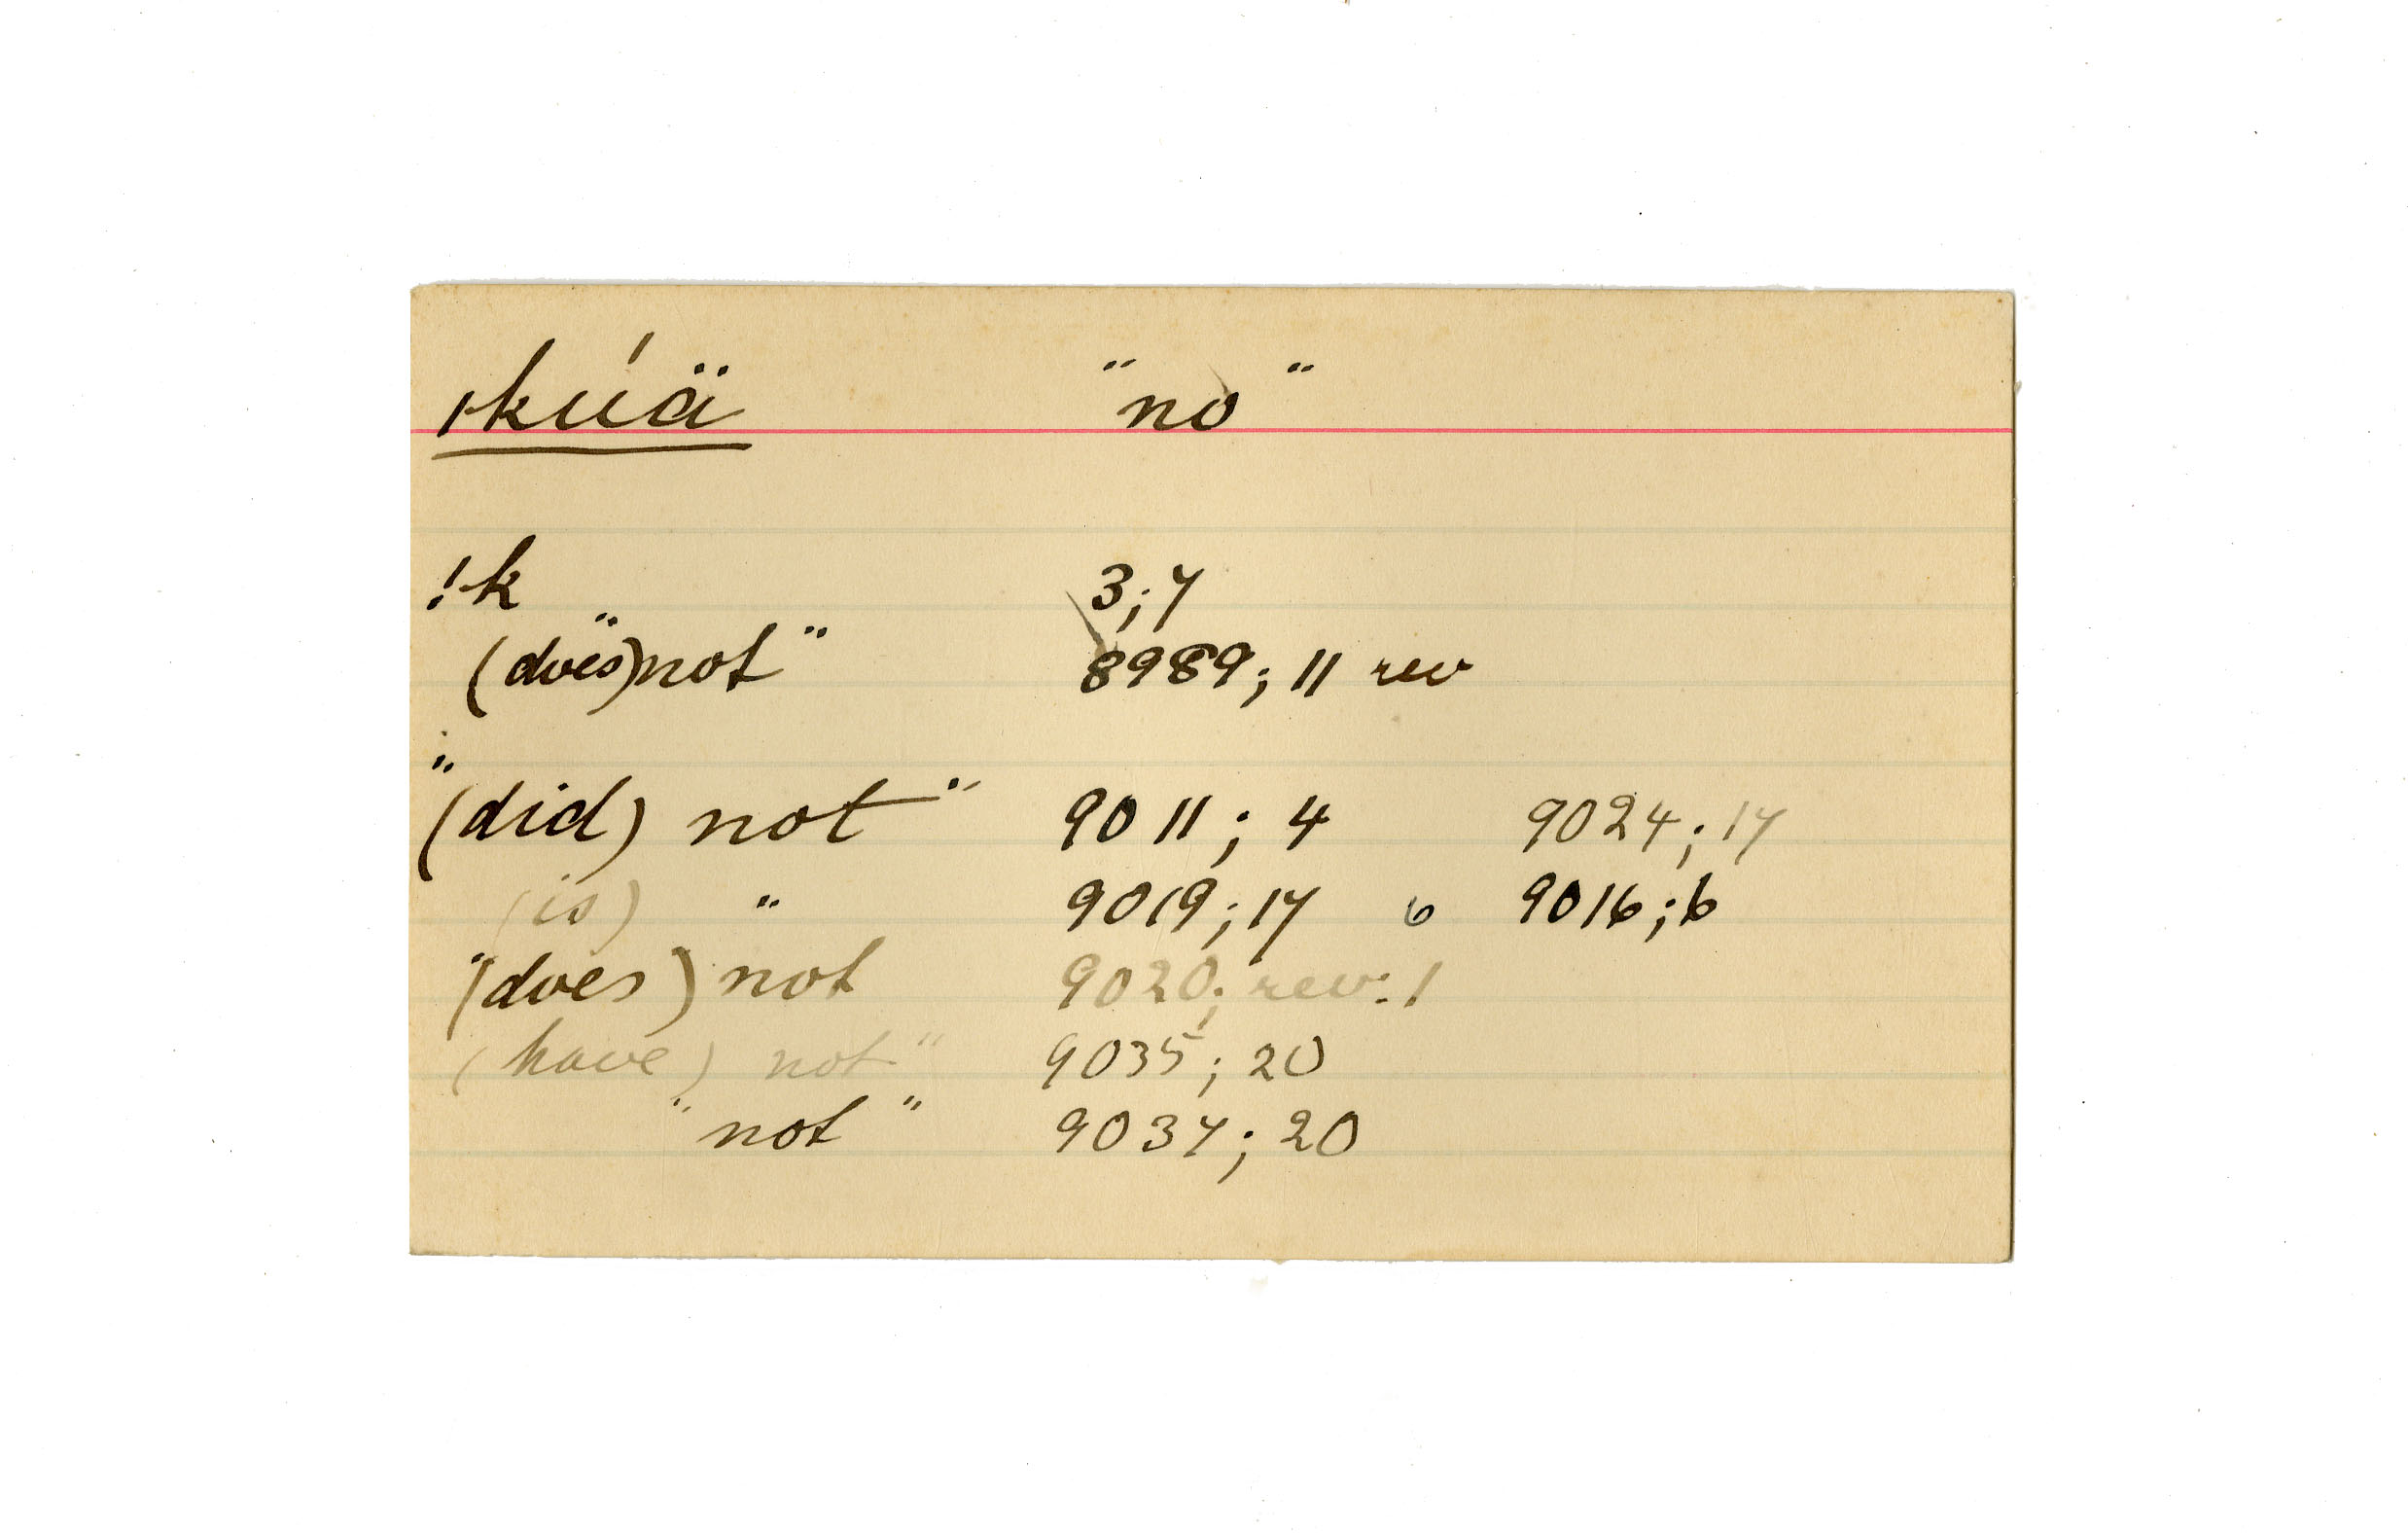 ǀkúä "no"
!k 3;7
"(does) not" 8989; 11 rev
"(did) not" 9011; 4 9024; 17
(is) " 9019; 17 6 9016; 6
"(does) not 9020; rev: 1
(have) not" 9035; 20
"not" 9037; 20